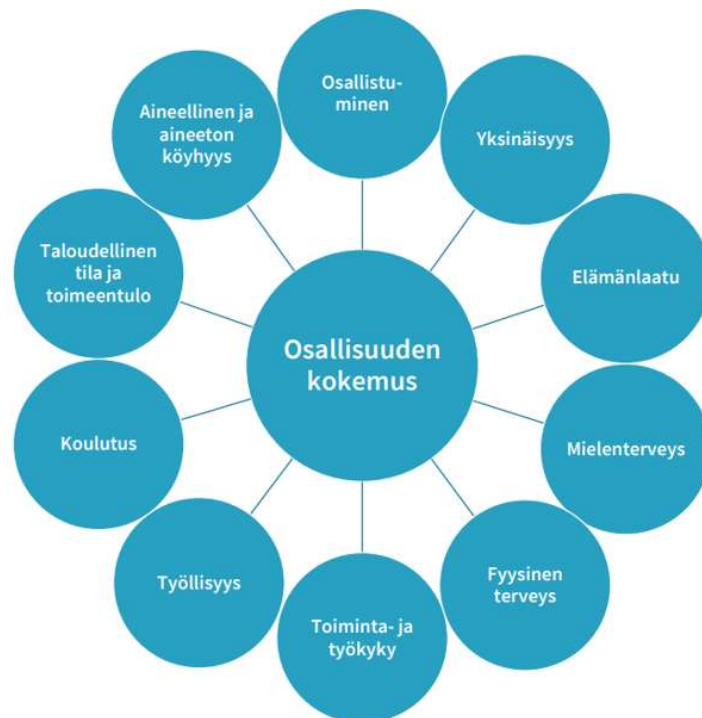 Osallistu-
minen
Yksinäisyys
Elämänlaatu
Mielenterveys
Fyysinen
terveys
Toiminta- ja
työkyky
Työllisyys
Koulutus
Taloudellinen
tila ja
toimeentulo
Aineellinen ja
aineeton
köyhyys
Osallisuuden
kokemus